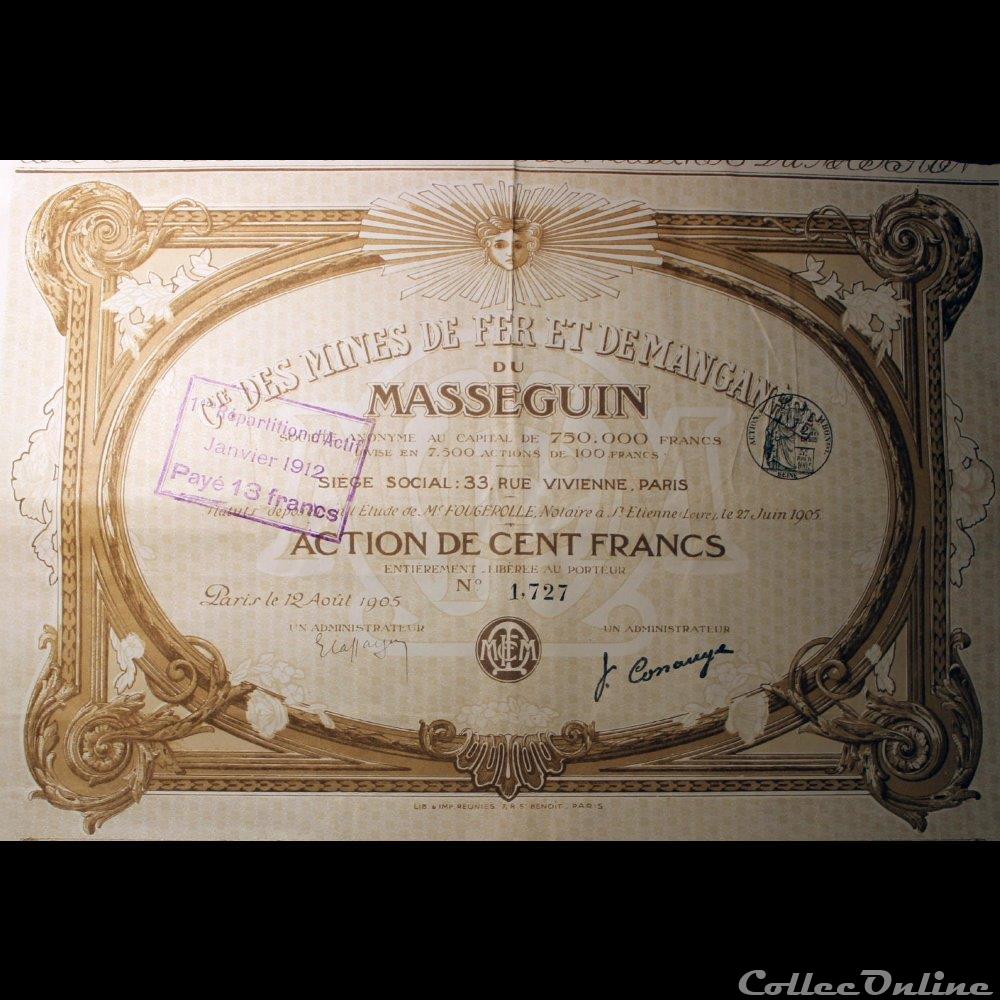 Cie DES MINES DE FER ET DE MANGANÈSE
DU
MASSEGUIN
ANONYME AU CAPITAL DE 750.000 FRANCS
EN 7.500 ACTIONS DE 100 FRANCS
SIÈGE SOCIAL: 33, RUE VIVIENNE, PARIS
Statuts Etude de Me FOUGEROLLE, Notaire à St Etienne (Loire), le 27 Juin 1905
ACTION DE CENT FRANCS
ENTIÈREMENT LIBÉRÉE AU PORTEUR
No 1,727
Paris le 12 Août 1905
UN ADMINISTRATEUR
UN ADMINISTRATEUR
1re Répartition d'Actif
Janvier 1912
Payé 13 francs
LIB. & IMP. REUNIES. 7, R. St BENOIT. PARIS
CollecOnline